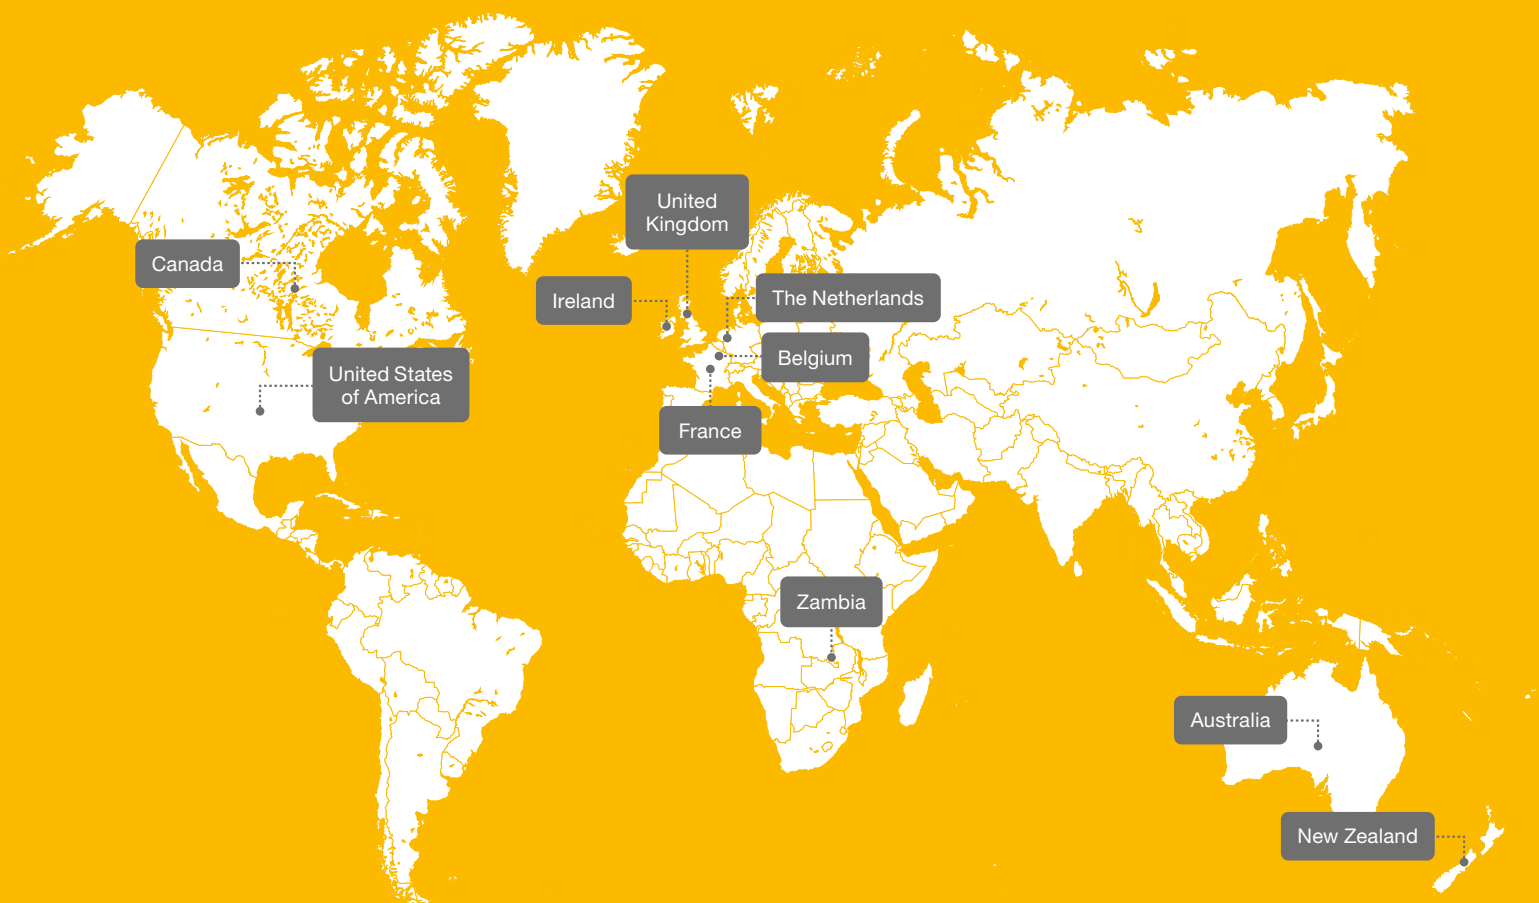 United
Kingdom
Canada
Ireland
The Netherlands
Belgium
United States
of America
France
Zambia
Australia
New Zealand